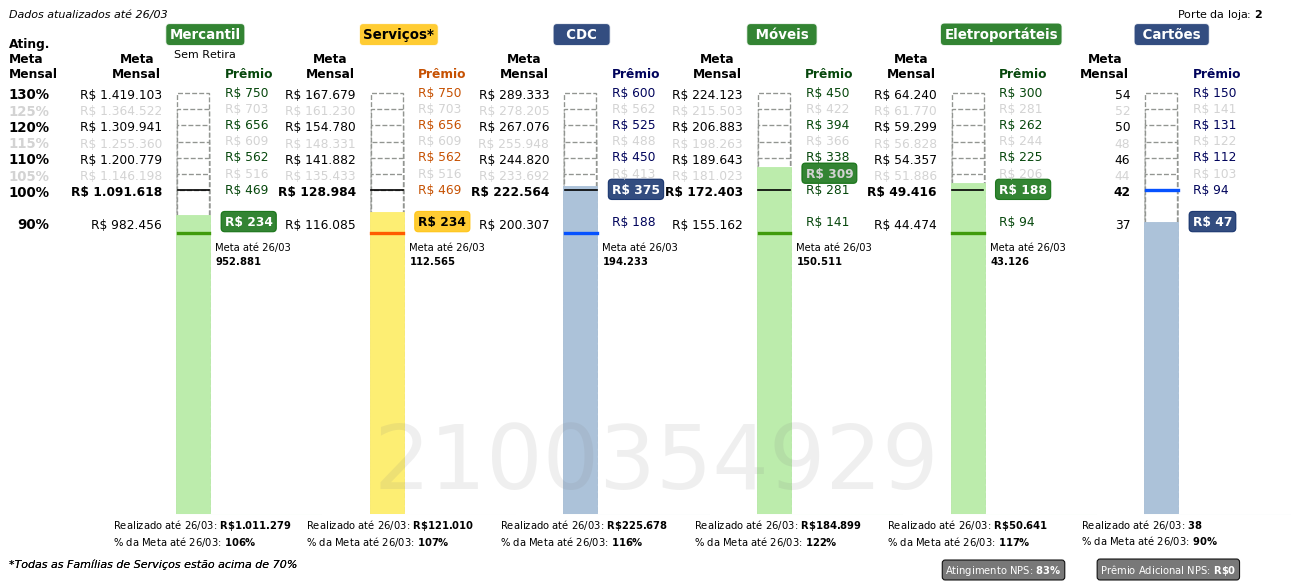 Dados atualizados até 26/03
Porte da loja: 2
Mercantil Serviços* CDC Móveis Eletroportáteis Cartões
Sem Retira
Ating. Meta Mensal
Meta Mensal Prêmio Meta Mensal Prêmio Meta Mensal Prêmio Meta Mensal Prêmio Meta Mensal Prêmio Meta Mensal Prêmio
130% R$ 1.419.103 R$ 750 R$ 167.679 R$ 750 R$ 289.333 R$ 600 R$ 224.123 R$ 450 R$ 64.240 R$ 300 54 R$ 150
125% R$ 1.364.522 R$ 703 R$ 161.230 R$ 703 R$ 278.205 R$ 562 R$ 215.503 R$ 422 R$ 61.770 R$ 281 52 R$ 141
120% R$ 1.309.941 R$ 656 R$ 154.780 R$ 656 R$ 267.076 R$ 525 R$ 206.883 R$ 394 R$ 59.299 R$ 262 50 R$ 131
115% R$ 1.255.360 R$ 609 R$ 148.331 R$ 609 R$ 255.948 R$ 488 R$ 198.263 R$ 366 R$ 56.828 R$ 244 48 R$ 122
110% R$ 1.200.779 R$ 562 R$ 141.882 R$ 562 R$ 244.820 R$ 450 R$ 189.643 R$ 338 R$ 54.357 R$ 225 46 R$ 112
105% R$ 1.146.198 R$ 516 R$ 135.433 R$ 516 R$ 233.692 R$ 413 R$ 181.023 R$ 309 R$ 51.886 R$ 206 44 R$ 103
100% R$ 1.091.618 R$ 469 R$ 128.984 R$ 469 R$ 222.564 R$ 375 R$ 172.403 R$ 281 R$ 49.416 R$ 188 42 R$ 94
90% R$ 982.456 R$ 234 R$ 116.085 R$ 234 R$ 200.307 R$ 188 R$ 155.162 R$ 141 R$ 44.474 R$ 94 37 R$ 47
Meta até 26/03 Meta até 26/03 Meta até 26/03 Meta até 26/03 Meta até 26/03
952.881 112.565 194.233 150.511 43.126
2100354929
Realizado até 26/03: R$1.011.279 Realizado até 26/03: R$121.010 Realizado até 26/03: R$225.678 Realizado até 26/03: R$184.899 Realizado até 26/03: R$50.641 Realizado até 26/03: 38
% da Meta até 26/03: 106% % da Meta até 26/03: 107% % da Meta até 26/03: 116% % da Meta até 26/03: 122% % da Meta até 26/03: 117% % da Meta até 26/03: 90%
*Todas as Famílias de Serviços estão acima de 70%
Atingimento NPS: 83% Prêmio Adicional NPS: R$0